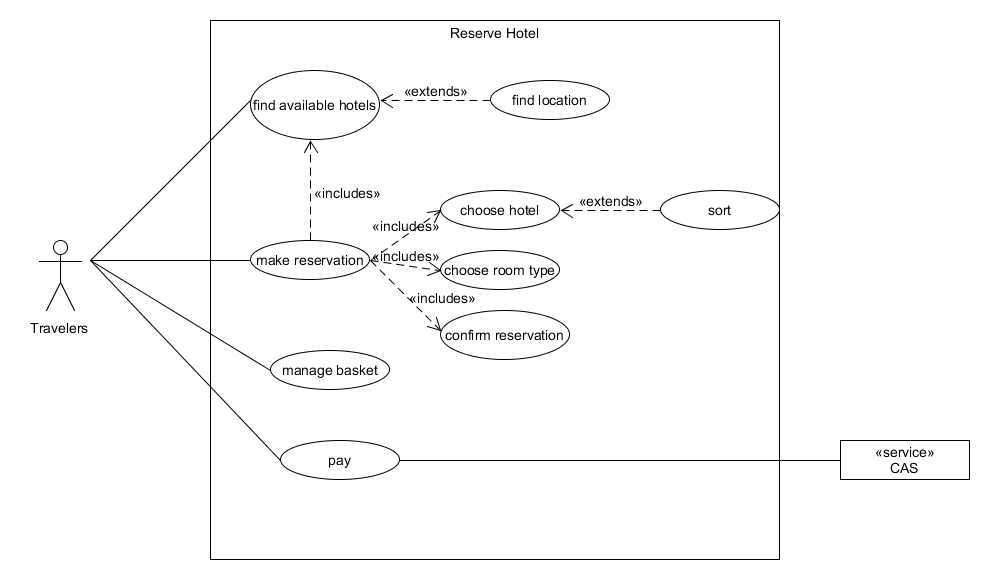 Reserve Hotel
find available hotels
«extends»
find location
«includes»
choose hotel
«extends»
sort
«includes»
make reservation
«includes»
choose room type
«includes»
confirm reservation
Travelers
manage basket
pay
«service»
CAS